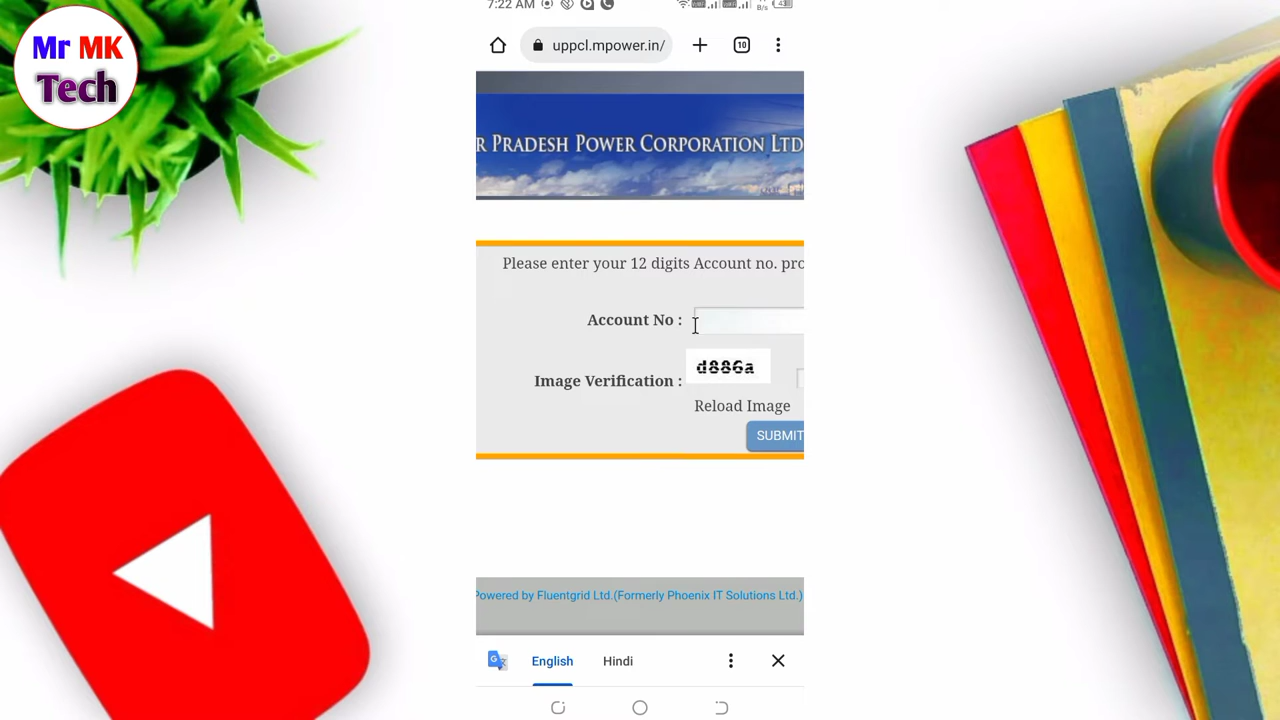 Mr MK
Tech
7:22 AM
B/s
43
uppcl.mpower.in/
10
R PRADESH POWER CORPORATION LTD
Please enter your 12 digits Account no. pro
Account No :
d886a
Image Verification :
Reload Image
SUBMIT
Powered by Fluentgrid Ltd.(Formerly Phoenix IT Solutions Ltd.)
English
Hindi